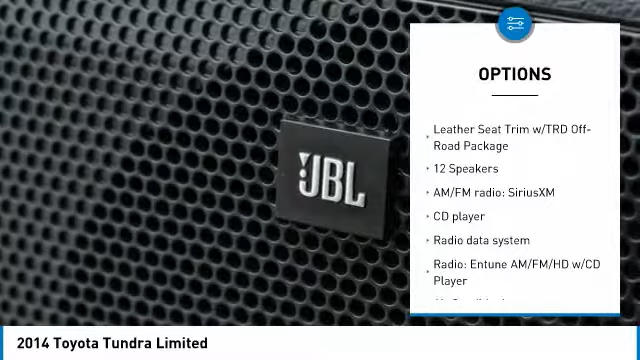 JBL
OPTIONS
Leather Seat Trim w/TRD Off-
Road Package
12 Speakers
AM/FM radio: SiriusXM
CD player
Radio data system
Radio: Entune AM/FM/HD w/CD
Player
2014 Toyota Tundra Limited